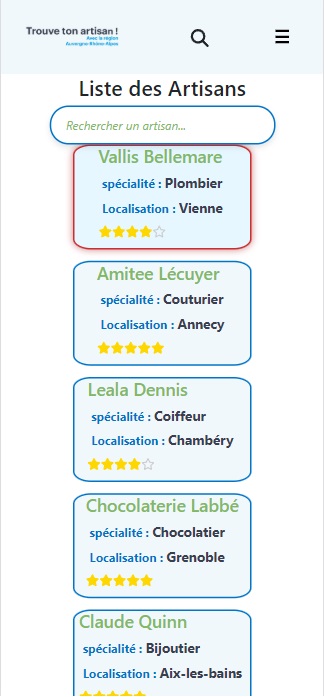 Trouve ton artisan !
Avec la région
Auvergne-Rhône-Alpes
Liste des Artisans
Rechercher un artisan...
Vallis Bellemare
spécialité : Plombier
Localisation : Vienne
Amitee Lécuyer
spécialité : Couturier
Localisation : Annecy
Leala Dennis
spécialité : Coiffeur
Localisation : Chambéry
Chocolaterie Labbé
spécialité : Chocolatier
Localisation : Grenoble
Claude Quinn
spécialité : Bijoutier
Localisation : Aix-les-bains